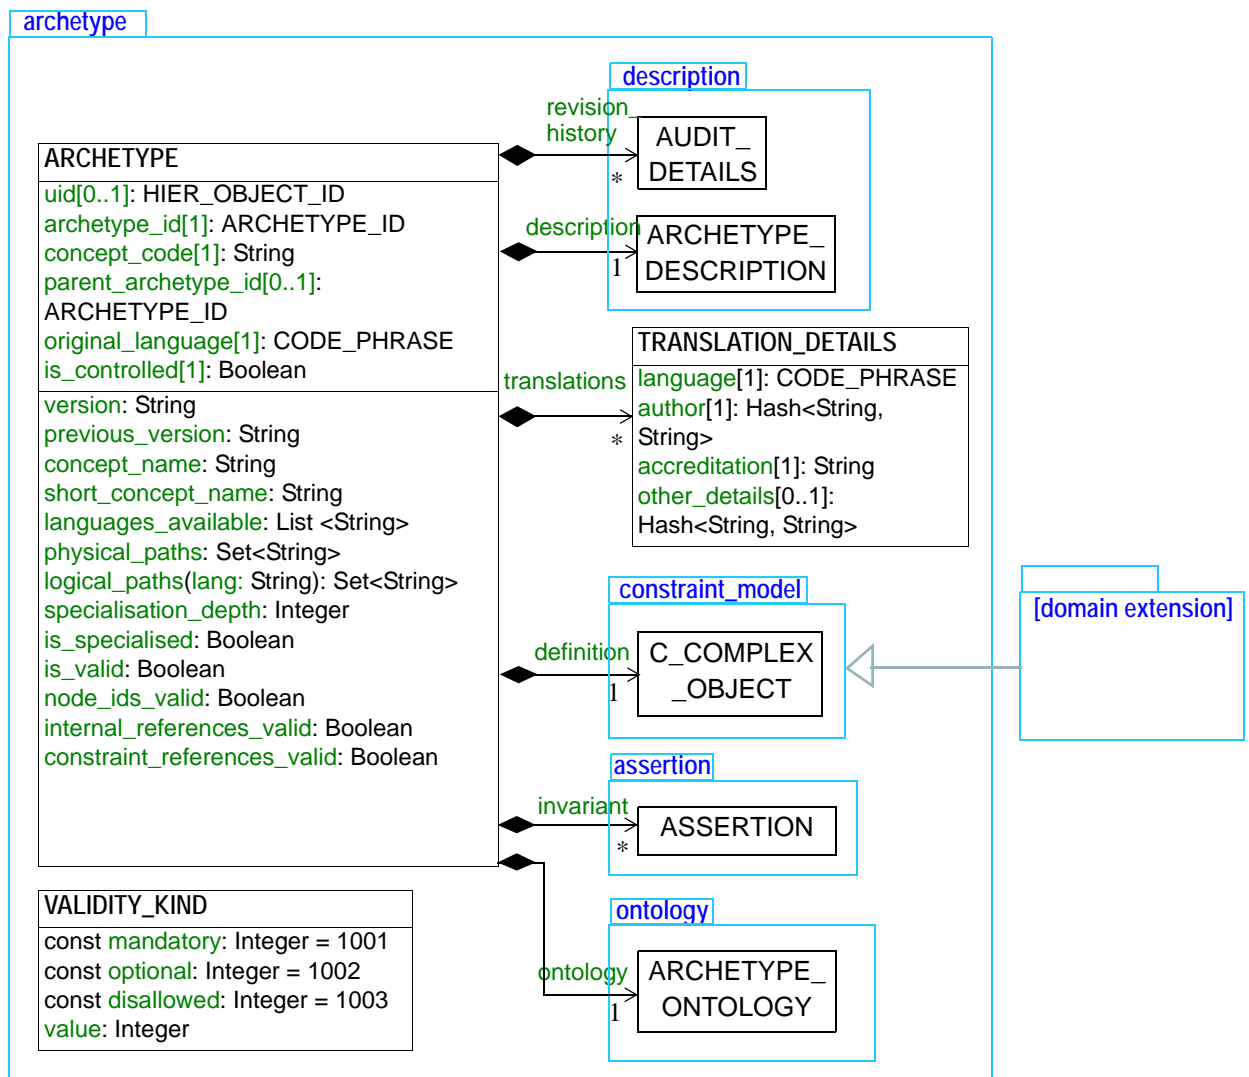 archetype
description
revision_
history
*
AUDIT_
DETAILS
description
1
ARCHETYPE_
DESCRIPTION
ARCHETYPE
uid[0..1]: HIER_OBJECT_ID
archetype_id[1]: ARCHETYPE_ID
concept_code[1]: String
parent_archetype_id[0..1]:
ARCHETYPE_ID
original_language[1]: CODE_PHRASE
is_controlled[1]: Boolean
version: String
previous_version: String
concept_name: String
short_concept_name: String
languages_available: List <String>
physical_paths: Set<String>
logical_paths(lang: String): Set<String>
specialisation_depth: Integer
is_specialised: Boolean
is_valid: Boolean
node_ids_valid: Boolean
internal_references_valid: Boolean
constraint_references_valid: Boolean
translations
*
TRANSLATION_DETAILS
language[1]: CODE_PHRASE
author[1]: Hash<String,
String>
accreditation[1]: String
other_details[0..1]:
Hash<String, String>
constraint_model
definition
1
C_COMPLEX
_OBJECT
[domain extension]
assertion
invariant
*
ASSERTION
ontology
ontology
1
ARCHETYPE_
ONTOLOGY
VALIDITY_KIND
const mandatory: Integer = 1001
const optional: Integer = 1002
const disallowed: Integer = 1003
value: Integer